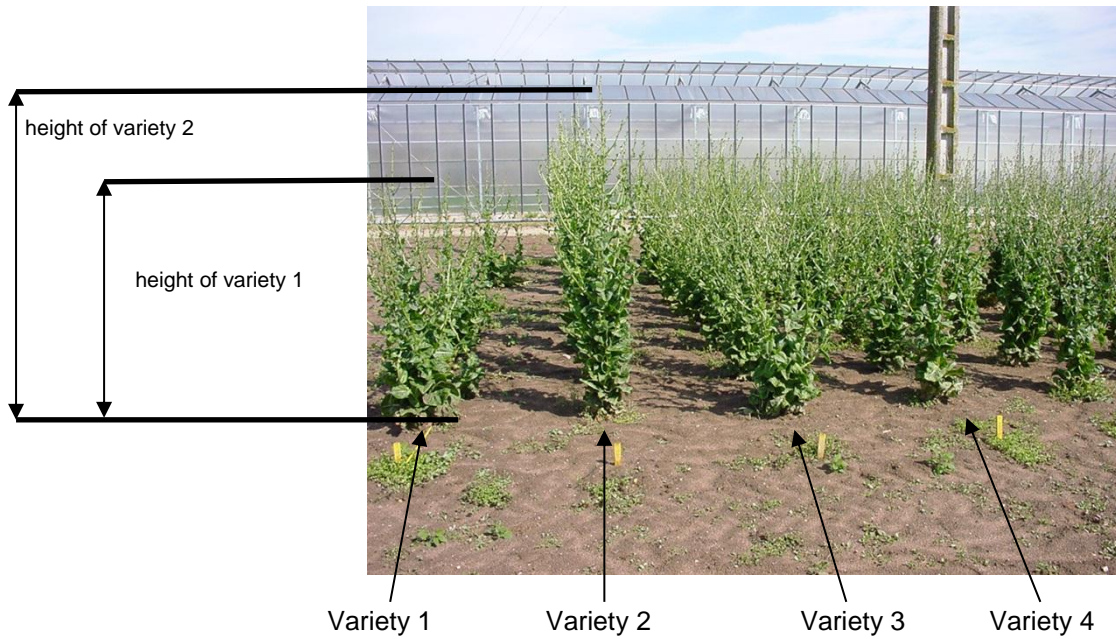 height of variety 2
height of variety 1
Variety 1
Variety 2
Variety 3
Variety 4